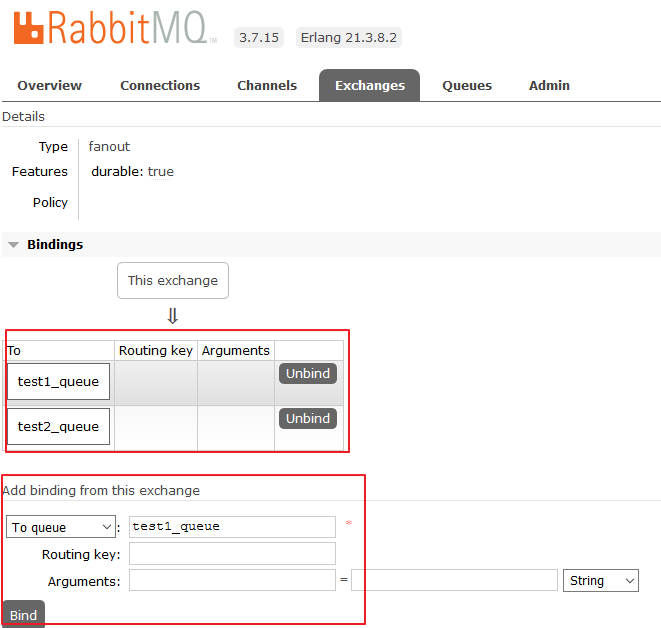 RabbitMQ TM 3.7.15 Erlang 21.3.8.2
Overview Connections Channels Exchanges Queues Admin
Details
Type fanout
Features durable: true
Policy
Bindings
This exchange
⇓
To Routing key Arguments
test1_queue Unbind
test2_queue Unbind
Add binding from this exchange
To queue : test1_queue *
Routing key:
Arguments: = String
Bind